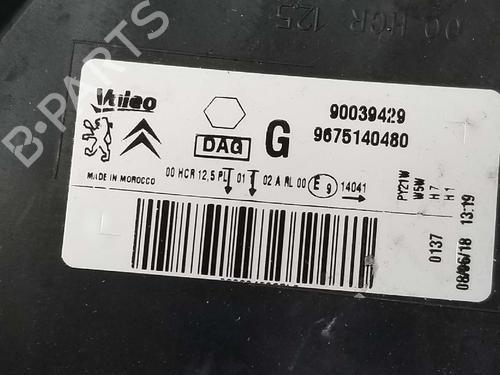 00 HCR 125
Valeo
DAQ
G
90039429
9675140480
MADE IN MOROCCO
00 HCR 12,5 PL 01 02 A RL 00 E9 14041
PY21W
W5W
H7
H1
0137
08/06/18 13:19
B-PARTS